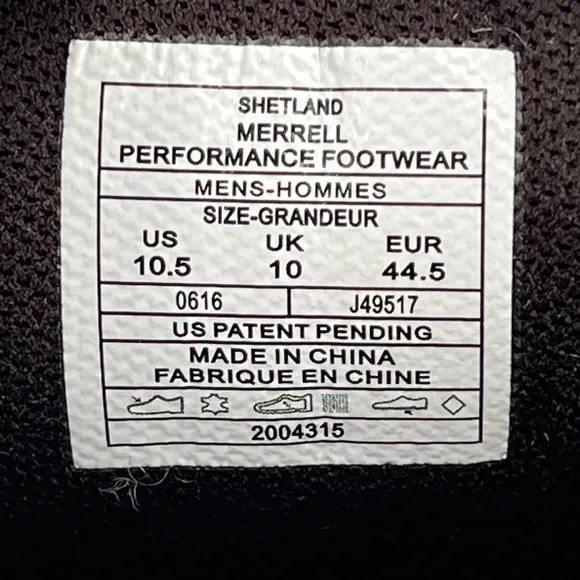 SHETLAND
MERRELL
PERFORMANCE FOOTWEAR
MENS-HOMMES
SIZE-GRANDEUR
US UK EUR
10.5 10 44.5
0616 J49517
US PATENT PENDING
MADE IN CHINA
FABRIQUE EN CHINE
2004315